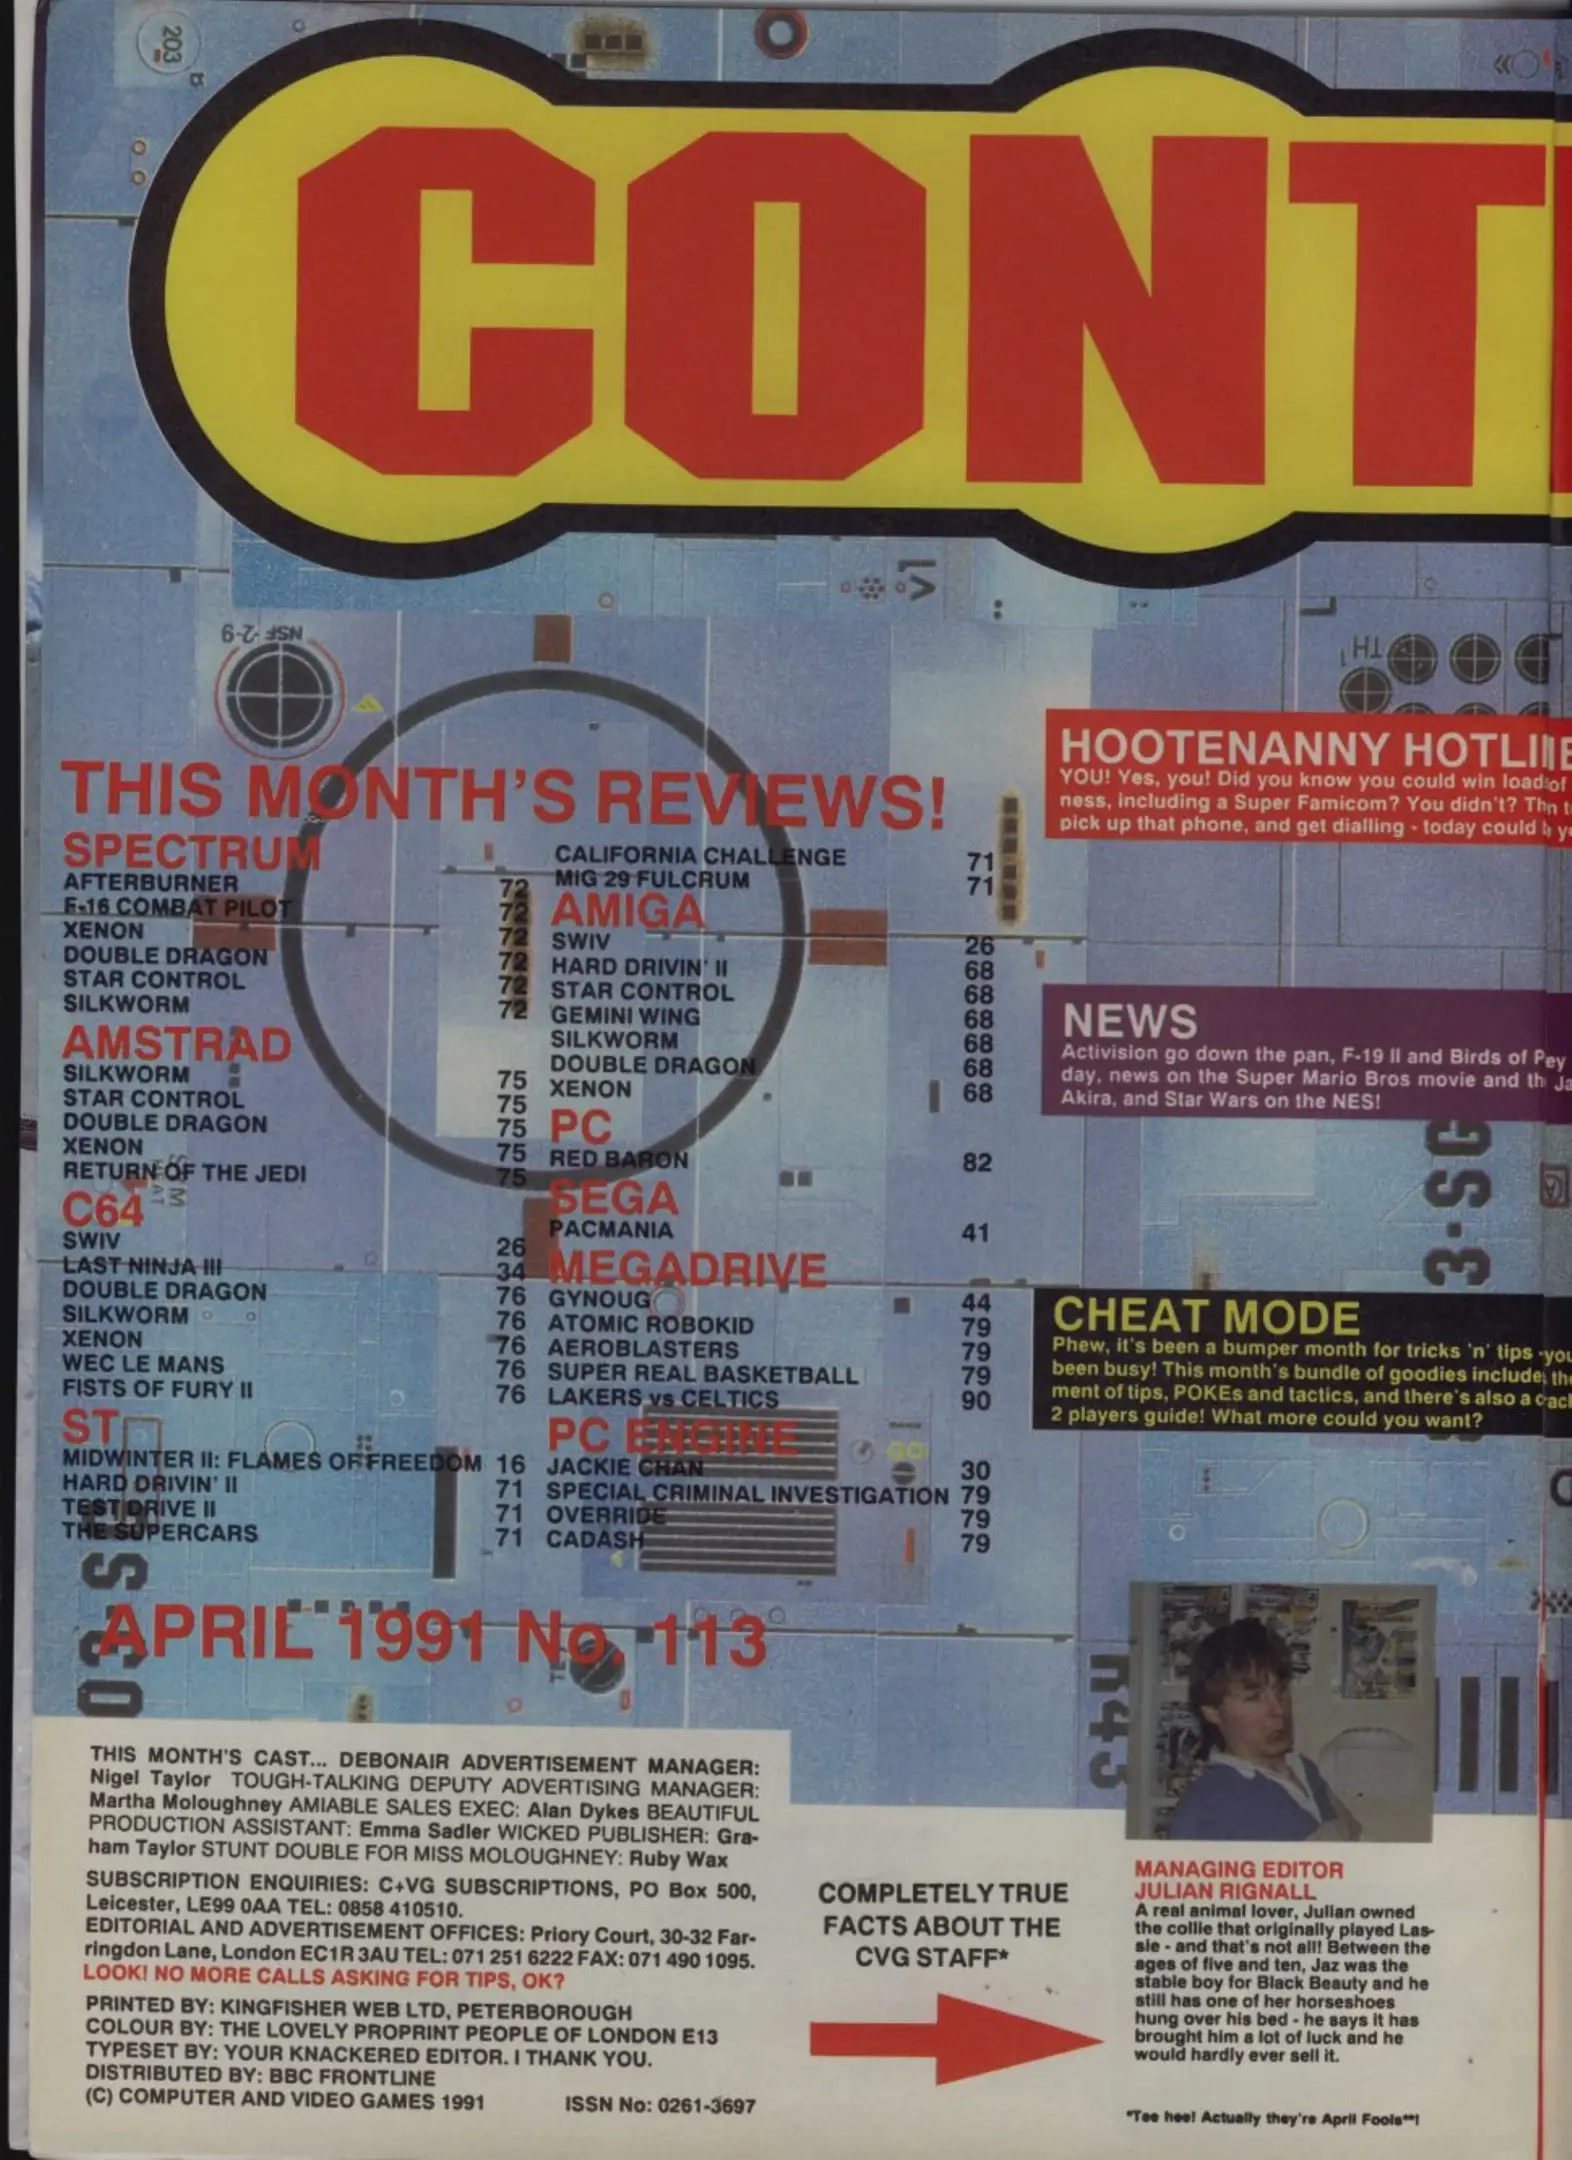 CONT
203
NSF -2-9
TH1
THIS MONTH'S REVIEWS!
SPECTRUM
AFTERBURNER 72
F-16 COMBAT PILOT 72
XENON 72
DOUBLE DRAGON 72
STAR CONTROL 72
SILKWORM 72
AMSTRAD
SILKWORM 75
STAR CONTROL 75
DOUBLE DRAGON 75
XENON 75
RETURN OF THE JEDI 75
C64
SWIV 26
LAST NINJA III 34
DOUBLE DRAGON 76
SILKWORM 76
XENON 76
WEC LE MANS 76
FISTS OF FURY II 76
ST
MIDWINTER II: FLAMES OF FREEDOM 16
HARD DRIVIN' II 71
TEST DRIVE II 71
THE SUPERCARS 71
CALIFORNIA CHALLENGE 71
MIG 29 FULCRUM 71
AMIGA
SWIV 26
HARD DRIVIN' II 68
STAR CONTROL 68
GEMINI WING 68
SILKWORM 68
DOUBLE DRAGON 68
XENON 68
PC
RED BARON 82
SEGA
PACMANIA 41
MEGADRIVE
GYNOUG 44
ATOMIC ROBOKID 79
AEROBLASTERS 79
SUPER REAL BASKETBALL 79
LAKERS vs CELTICS 90
PC ENGINE
JACKIE CHAN 30
SPECIAL CRIMINAL INVESTIGATION 79
OVERRIDE 79
CADASH 79
APRIL 1991 No. 113
HOOTENANNY HOTLINE
YOU! Yes, you! Did you know you could win load of
ness, including a Super Famicom? You didn't?
pick up that phone, and get dialling - today could
NEWS
Activision go down the pan, F-19 II and Birds of
day, news on the Super Mario Bros movie and
Akira, and Star Wars on the NES!
3-SG
CHEAT MODE
Phew, it's been a bumper month for tricks 'n' tips -
been busy! This month's bundle of goodies include
ment of tips, POKEs and tactics, and there's also a
2 players guide! What more could you want?
THIS MONTH'S CAST... DEBONAIR ADVERTISEMENT MANAGER:
Nigel Taylor TOUGH-TALKING DEPUTY ADVERTISING MANAGER:
Martha Moloughney AMIABLE SALES EXEC: Alan Dykes BEAUTIFUL
PRODUCTION ASSISTANT: Emma Sadler WICKED PUBLISHER: Gra-
ham Taylor STUNT DOUBLE FOR MISS MOLOUGHNEY: Ruby Wax
SUBSCRIPTION ENQUIRIES: C+VG SUBSCRIPTIONS, PO Box 500,
Leicester, LE99 0AA TEL: 0858 410510.
EDITORIAL AND ADVERTISEMENT OFFICES: Priory Court, 30-32 Far-
ringdon Lane, London EC1R 3AU TEL: 071 251 6222 FAX: 071 490 1095.
LOOK! NO MORE CALLS ASKING FOR TIPS, OK?
PRINTED BY: KINGFISHER WEB LTD, PETERBOROUGH
COLOUR BY: THE LOVELY PROPRINT PEOPLE OF LONDON E13
TYPESET BY: YOUR KNACKERED EDITOR. I THANK YOU.
DISTRIBUTED BY: BBC FRONTLINE
(C) COMPUTER AND VIDEO GAMES 1991 ISSN No: 0261-3697
COMPLETELY TRUE
FACTS ABOUT THE
CVG STAFF*
MANAGING EDITOR
JULIAN RIGNALL
A real animal lover, Julian owned
the collie that originally played Las-
sie - and that's not all! Between the
ages of five and ten, Jaz was the
stable boy for Black Beauty and he
still has one of her horseshoes
hung over his bed - he says it has
brought him a lot of luck and he
would hardly ever sell it.
*Tee hee! Actually they're April Fools**!